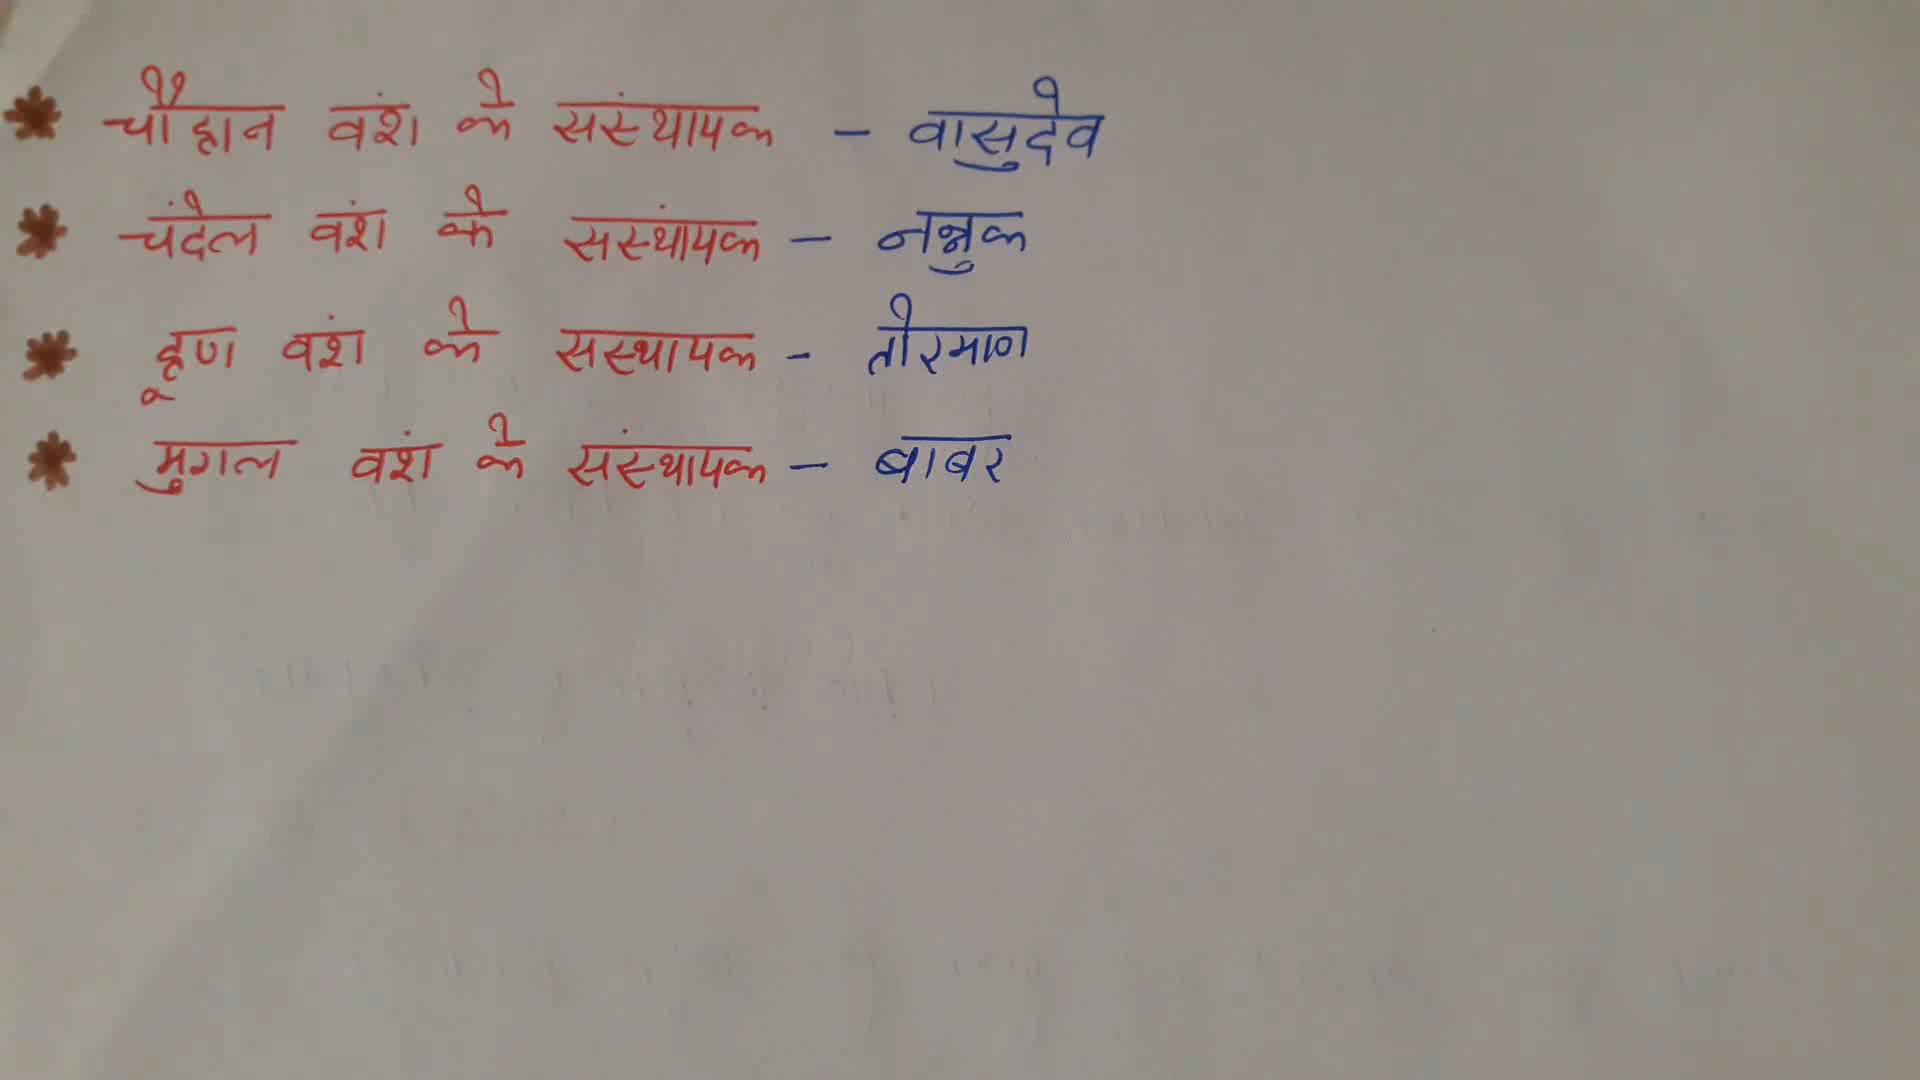 चौहान वंश के संस्थापक - वासुदेव
चंदेल वंश के संस्थापक - नन्नुक
हूण वंश के संस्थापक - तोरमाण
मुगल वंश के संस्थापक - बाबर